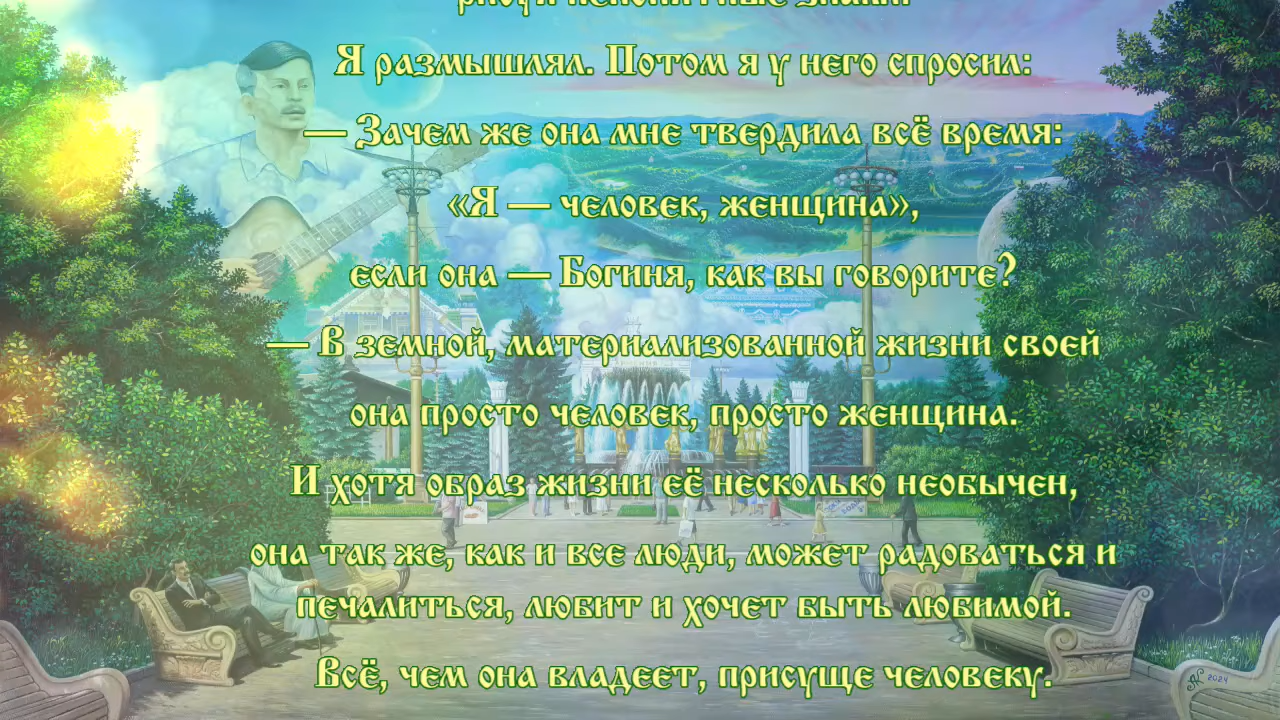 Я размышлял. Потом я у него спросил:
— Зачем же она мне твердила всё время:
«Я — человек, женщина»,
если она — Богиня, как вы говорите?
— В земной, материализованной жизни своей
она просто человек, просто женщина.
И хотя образ жизни её несколько необычен,
она так же, как и все люди, может радоваться и
печалиться, любит и хочет быть любимой.
Всё, чем она владеет, присуще человеку.
2024